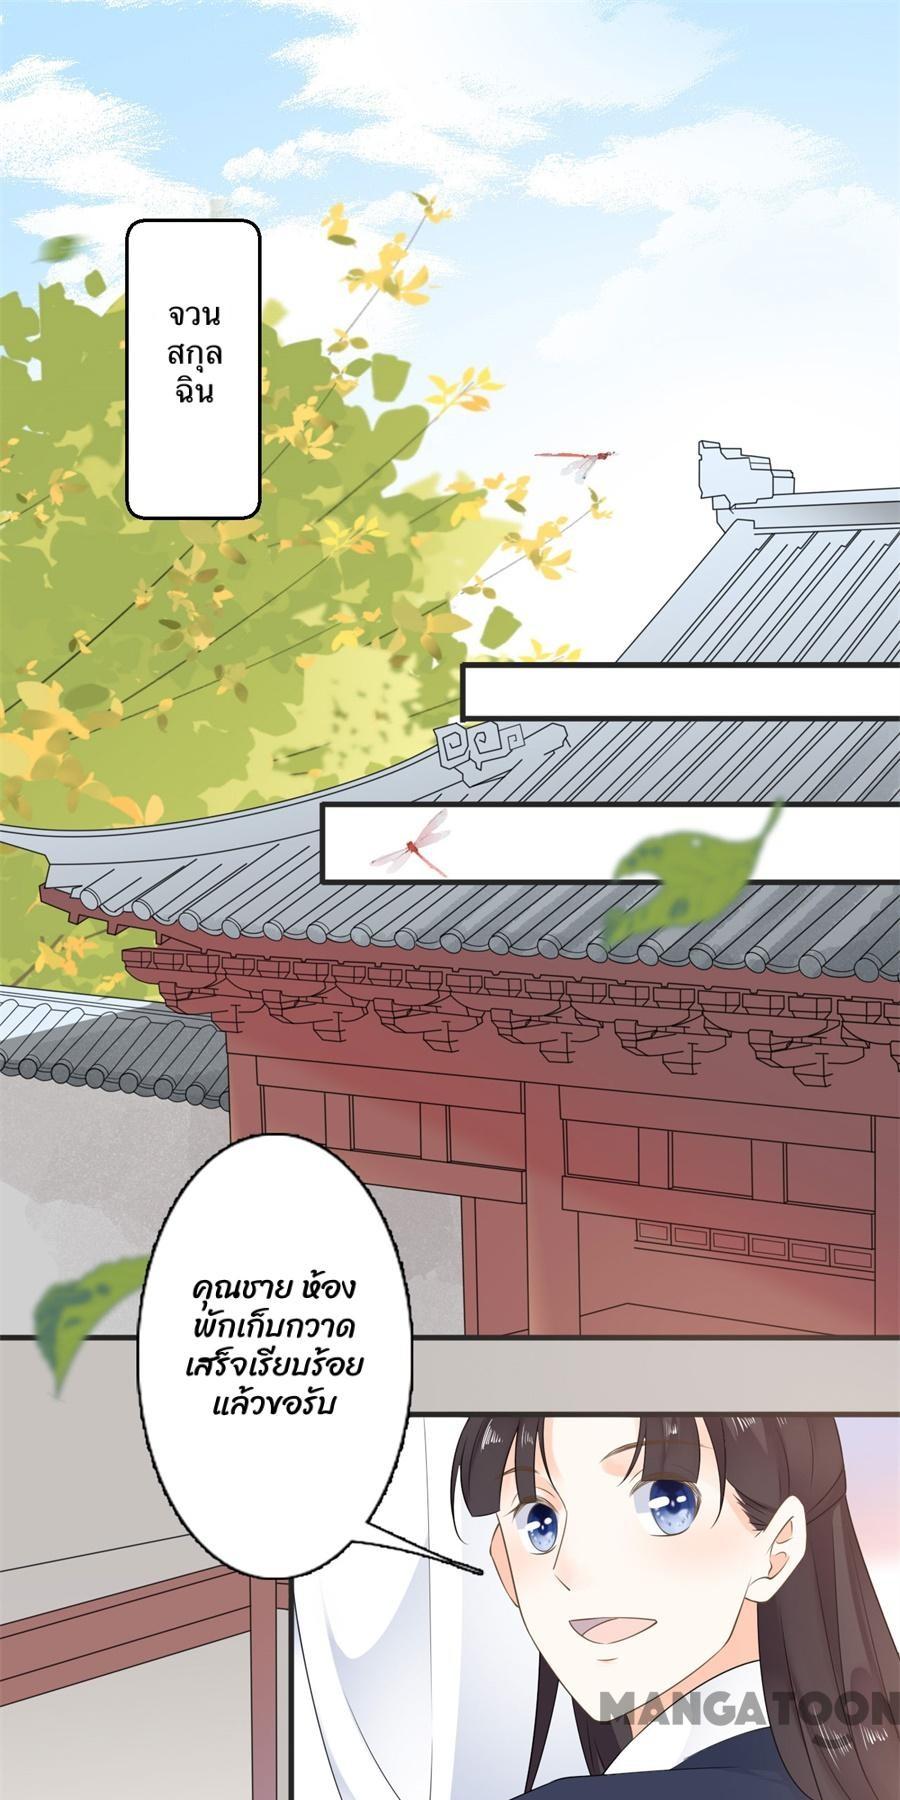 จวน
สกุล
ฉิน
คุณชาย ห้อง
พักเก็บกวาด
เสร็จเรียบร้อย
แล้วขอรับ
MANGATOON